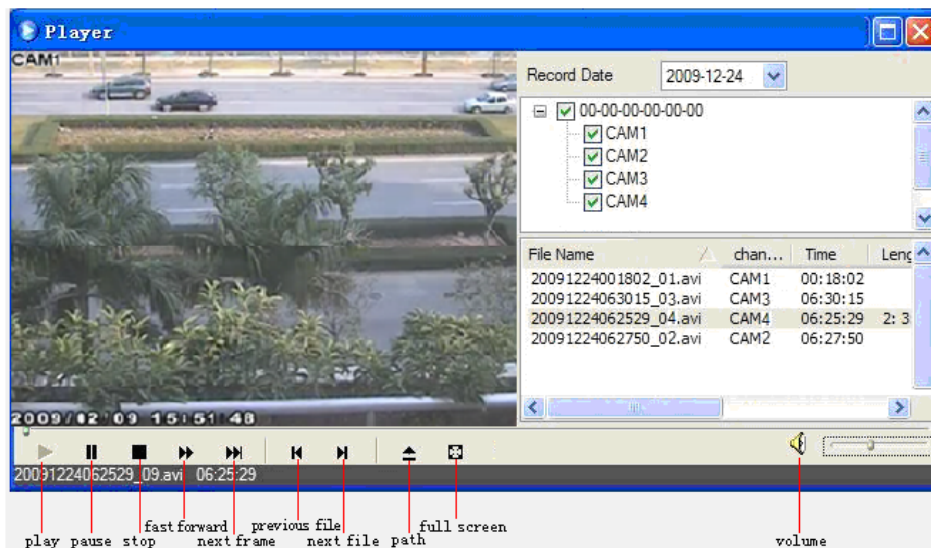 Player
CAM1
2009/02/09 15:51:48
Record Date 2009-12-24
00-00-00-00-00-00
CAM1
CAM2
CAM3
CAM4
File Name chan... Time Leng
20091224001802_01.avi CAM1 00:18:02
20091224063015_03.avi CAM3 06:30:15
20091224062529_04.avi CAM4 06:25:29 2: 3
20091224062750_02.avi CAM2 06:27:50
20091224062529_09.avi 06:25:29
fast forward previous file full screen
play pause stop next frame next file path volume